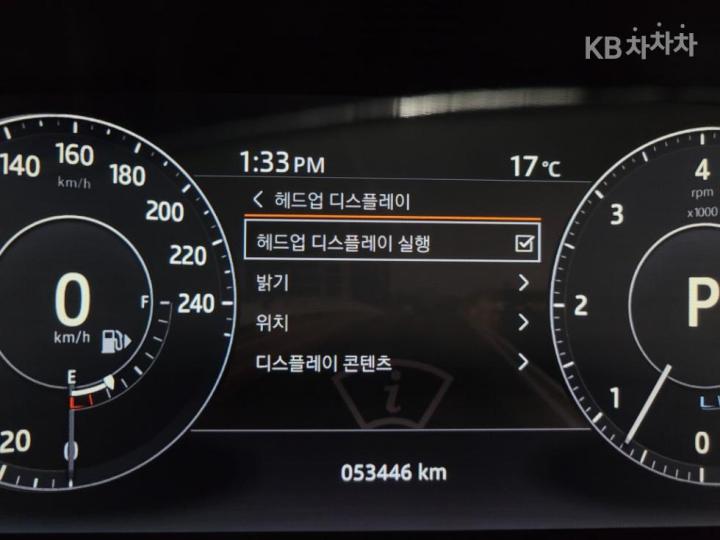 KB차차차
1:33 PM
17 °C
헤드업 디스플레이
헤드업 디스플레이 실행
밝기
위치
디스플레이 콘텐츠
053446 km
140
160
km/h
180
200
220
240
20
0
0
km/h
F
E
4
rpm
x1000
3
2
1
0
P